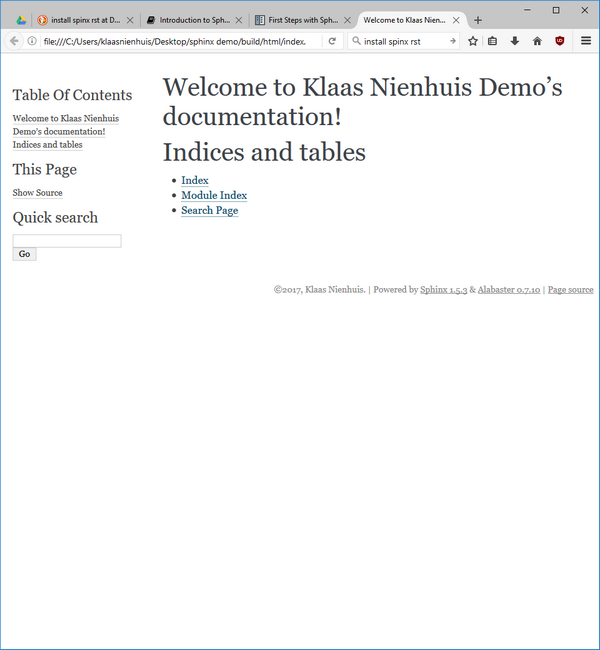 install spinx rst at D...
Introduction to Sph...
First Steps with Sphin...
Welcome to Klaas Nien...
file:///C:/Users/klaasnienhuis/Desktop/sphinx demo/build/html/index.
install spinx rst
Table Of Contents
Welcome to Klaas Nienhuis
Demo's documentation!
Indices and tables
This Page
Show Source
Quick search
Go
Welcome to Klaas Nienhuis Demo’s
documentation!
Indices and tables
Index
Module Index
Search Page
©2017, Klaas Nienhuis. | Powered by Sphinx 1.5.3 & Alabaster 0.7.10 | Page source